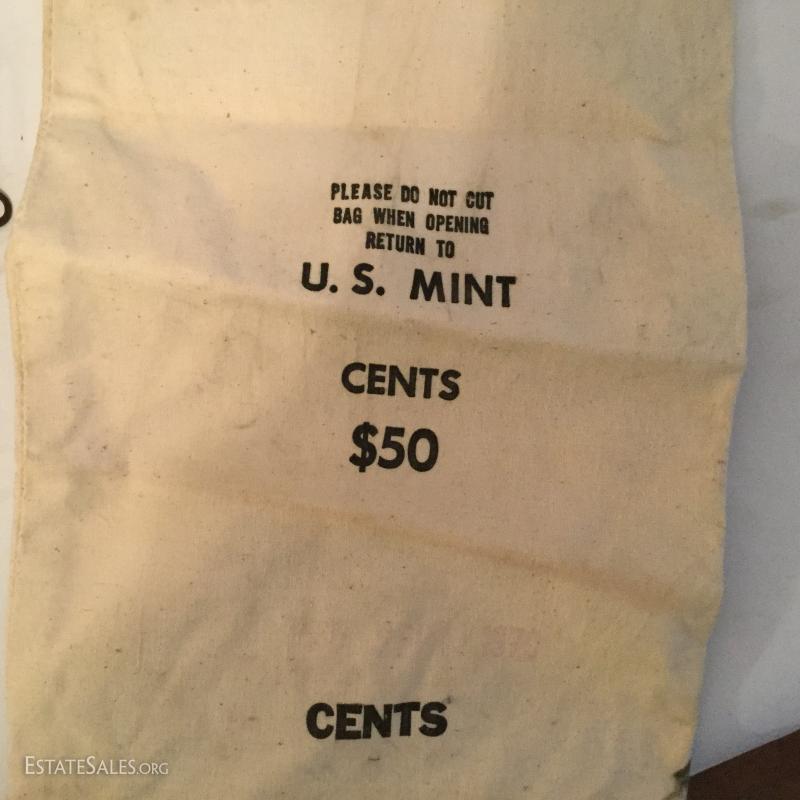 PLEASE DO NOT CUT
BAG WHEN OPENING
RETURN TO
U. S. MINT
CENTS
$50
CENTS
ESTATESALES.ORG